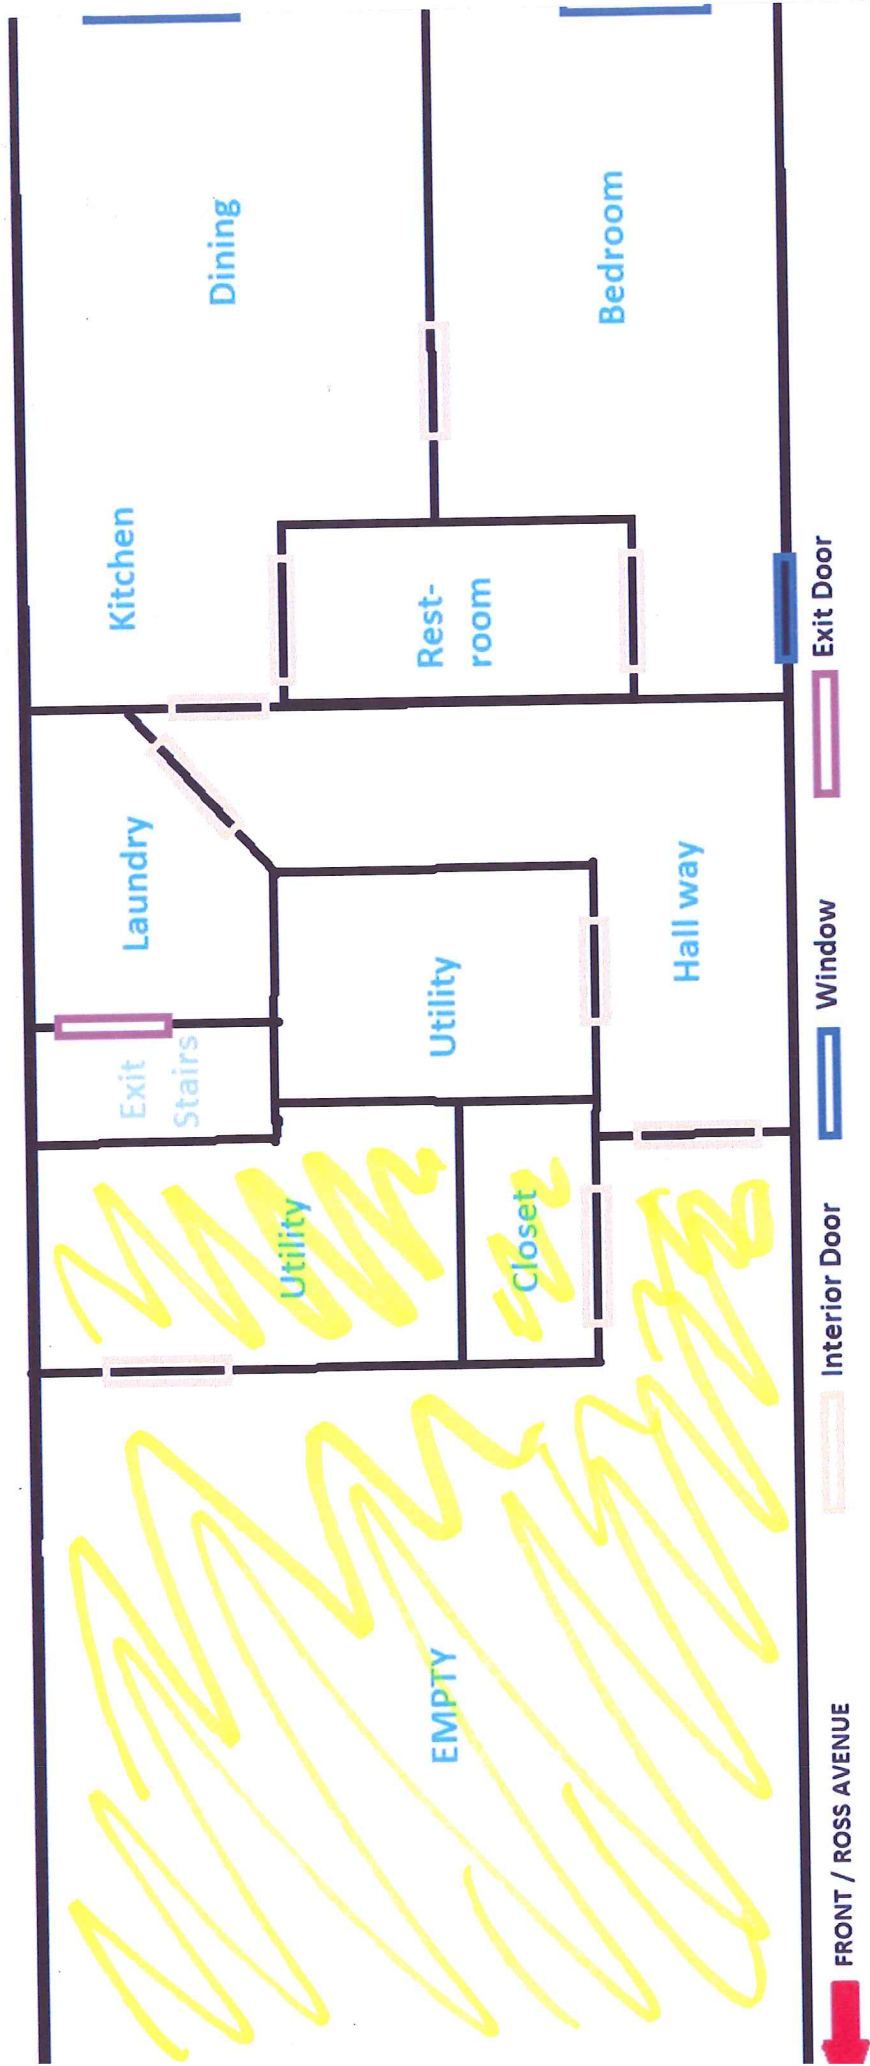 Dining
Bedroom
Kitchen
Rest-
room
Laundry
Utility
Hall way
Exit
Stairs
Utility
Closet
EMPTY
FRONT / ROSS AVENUE
Interior Door
Window
Exit Door